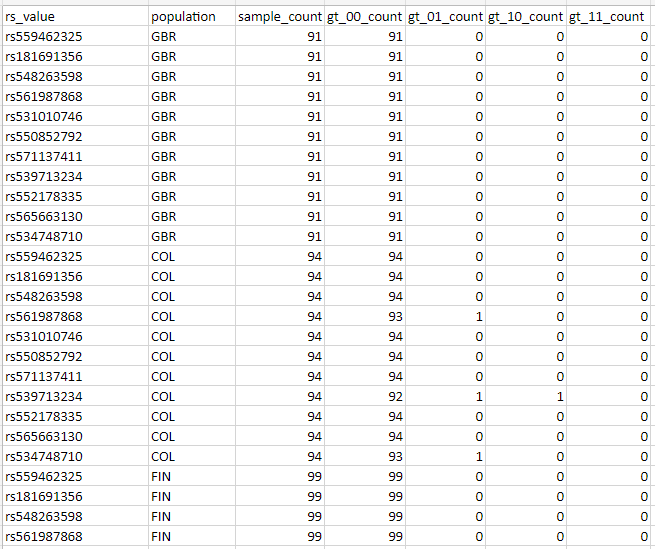 rs_value population sample_count gt_00_count gt_01_count gt_10_count gt_11_count
rs559462325 GBR 91 91 0 0 0
rs181691356 GBR 91 91 0 0 0
rs548263598 GBR 91 91 0 0 0
rs561987868 GBR 91 91 0 0 0
rs531010746 GBR 91 91 0 0 0
rs550852792 GBR 91 91 0 0 0
rs571137411 GBR 91 91 0 0 0
rs539713234 GBR 91 91 0 0 0
rs552178335 GBR 91 91 0 0 0
rs565663130 GBR 91 91 0 0 0
rs534748710 GBR 91 91 0 0 0
rs559462325 COL 94 94 0 0 0
rs181691356 COL 94 94 0 0 0
rs548263598 COL 94 94 0 0 0
rs561987868 COL 94 93 1 0 0
rs531010746 COL 94 94 0 0 0
rs550852792 COL 94 94 0 0 0
rs571137411 COL 94 94 0 0 0
rs539713234 COL 94 92 1 1 0
rs552178335 COL 94 94 0 0 0
rs565663130 COL 94 94 0 0 0
rs534748710 COL 94 93 1 0 0
rs559462325 FIN 99 99 0 0 0
rs181691356 FIN 99 99 0 0 0
rs548263598 FIN 99 99 0 0 0
rs561987868 FIN 99 99 0 0 0